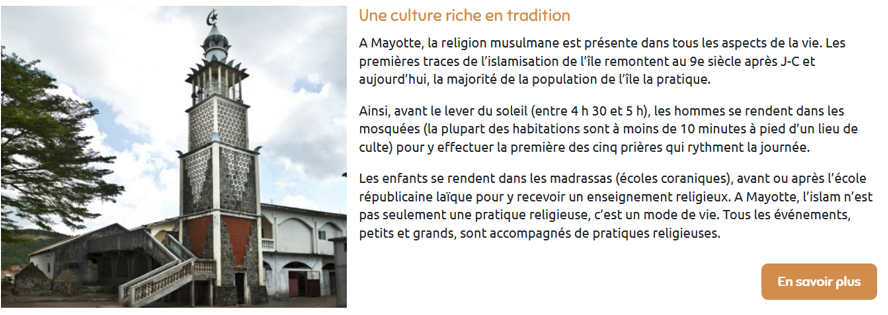 Une culture riche en tradition
A Mayotte, la religion musulmane est présente dans tous les aspects de la vie. Les
premières traces de l'islamisation de l'île remontent au 9e siècle après J-C et
aujourd'hui, la majorité de la population de l'île la pratique.
Ainsi, avant le lever du soleil (entre 4 h 30 et 5 h), les hommes se rendent dans les
mosquées (la plupart des habitations sont à moins de 10 minutes à pied d'un lieu de
culte) pour y effectuer la première des cinq prières qui rythment la journée.
Les enfants se rendent dans les madrassas (écoles coraniques), avant ou après l'école
républicaine laïque pour y recevoir un enseignement religieux. A Mayotte, l'islam n'est
pas seulement une pratique religieuse, c'est un mode de vie. Tous les événements,
petits et grands, sont accompagnés de pratiques religieuses.
En savoir plus